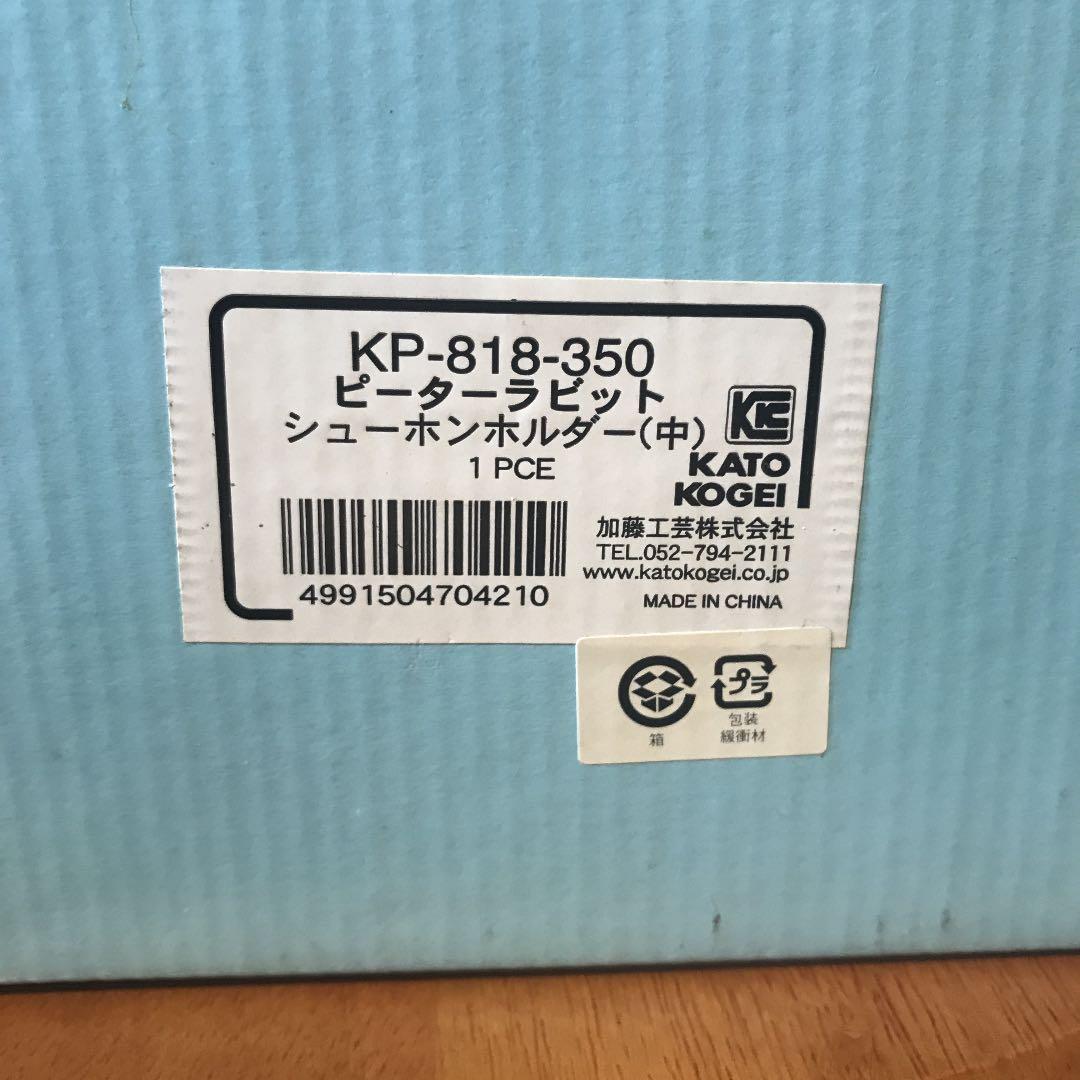 KP-818-350
ピーターラビット
シューホンホルダー(中)
1 PCE
KIC
KATO
KOGEI
加藤工芸株式会社
TEL.052-794-2111
www.katokogei.co.jp
4991504704210
MADE IN CHINA
箱
プラ
包装
緩衝材